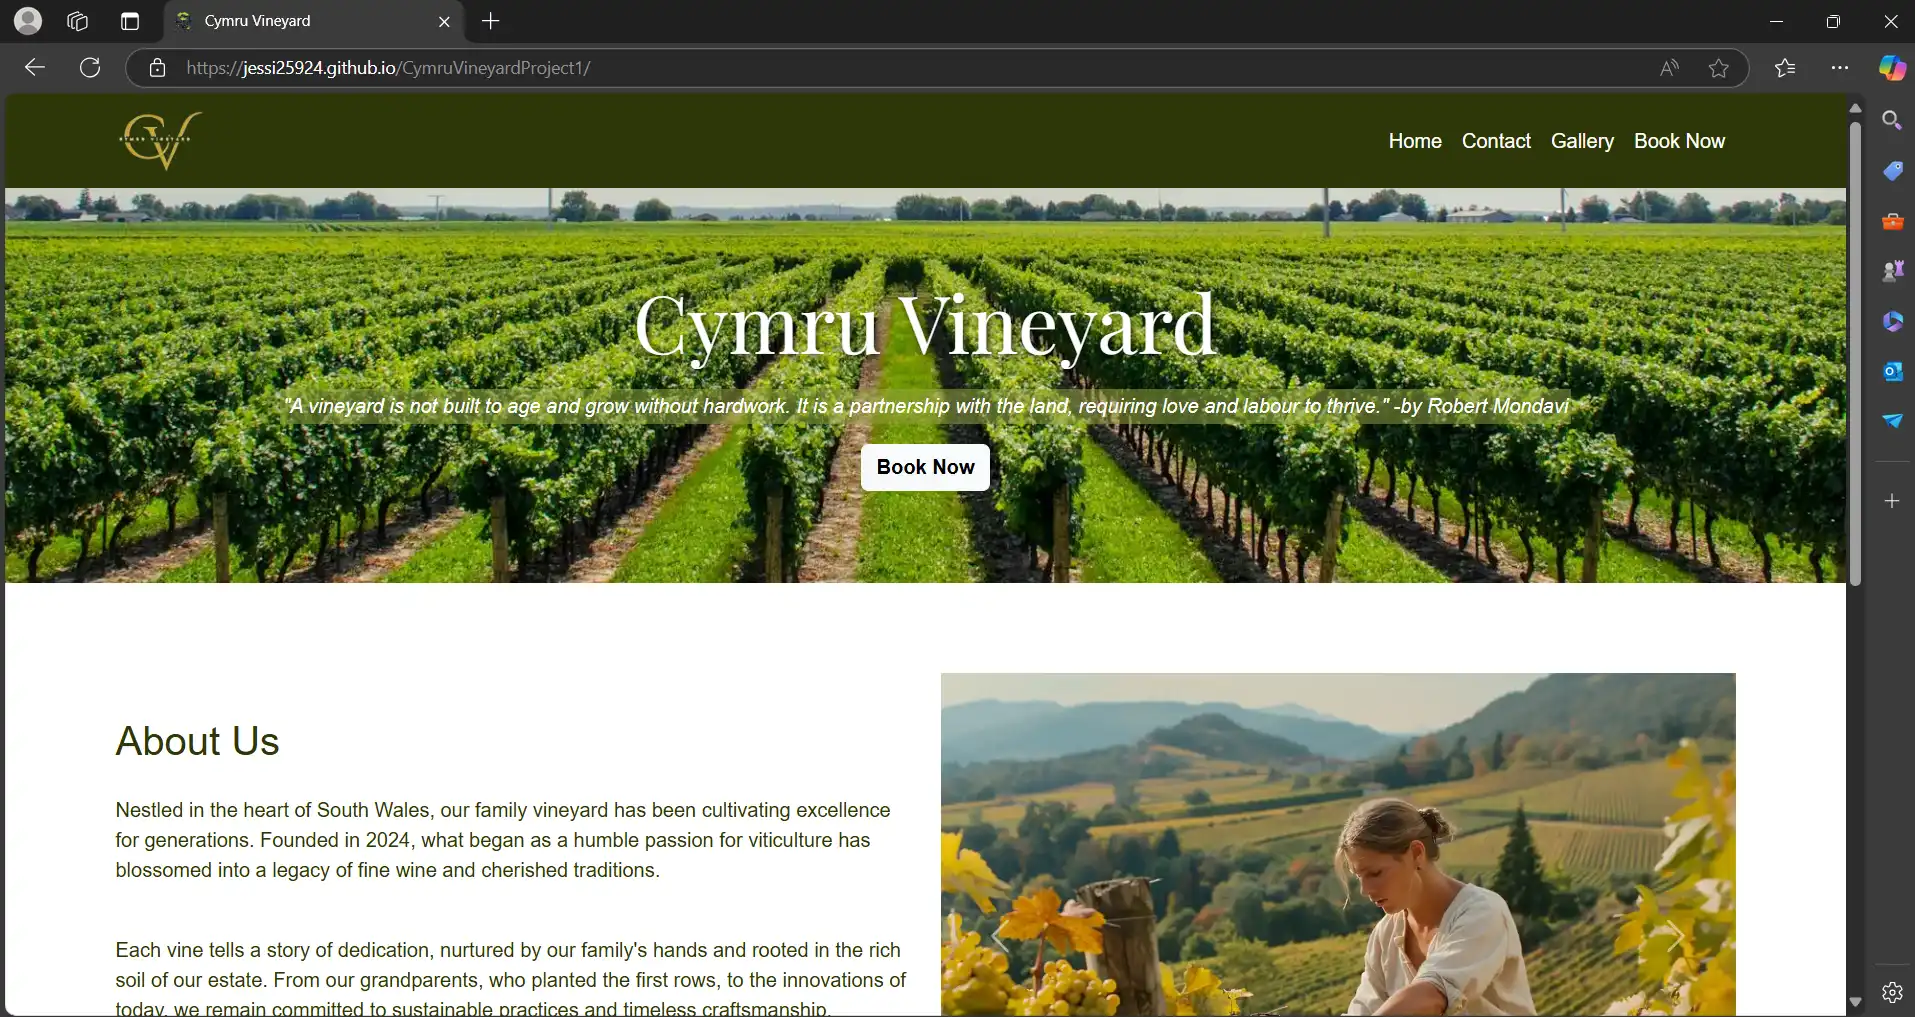 Cymru Vineyard
https://jessi25924.github.io/CymruVineyardProject1/
CV
CYMRU VINEYARD
Home Contact Gallery Book Now
Cymru Vineyard
"A vineyard is not built to age and grow without hardwork. It is a partnership with the land, requiring love and labour to thrive." -by Robert Mondavi
Book Now
About Us
Nestled in the heart of South Wales, our family vineyard has been cultivating excellence
for generations. Founded in 2024, what began as a humble passion for viticulture has
blossomed into a legacy of fine wine and cherished traditions.
Each vine tells a story of dedication, nurtured by our family's hands and rooted in the rich
soil of our estate. From our grandparents, who planted the first rows, to the innovations of
today, we remain committed to sustainable practices and timeless craftsmanship.